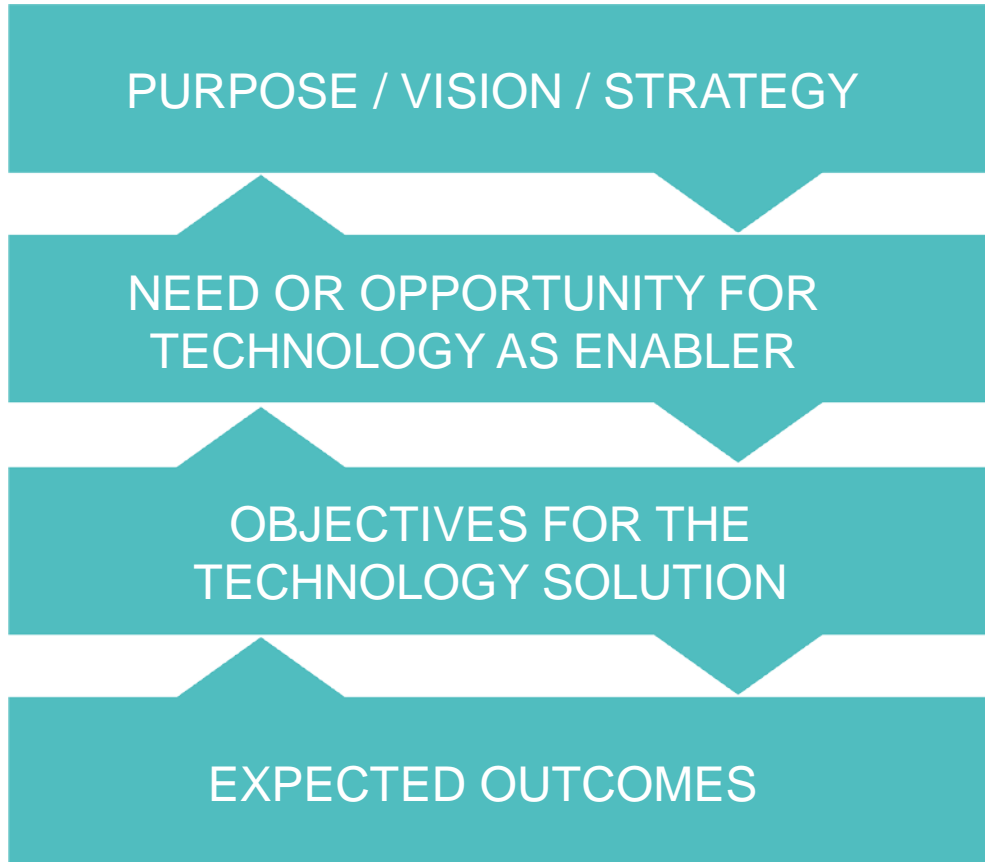 PURPOSE / VISION / STRATEGY
NEED OR OPPORTUNITY FOR
TECHNOLOGY AS ENABLER
OBJECTIVES FOR THE
TECHNOLOGY SOLUTION
EXPECTED OUTCOMES